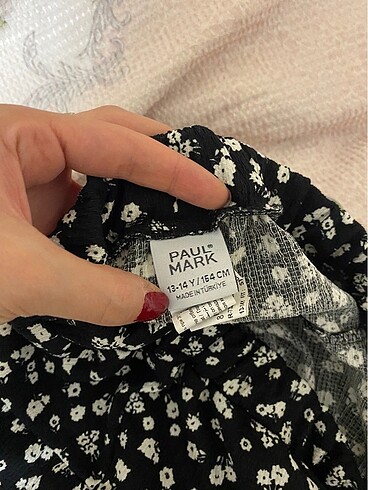 PAUL
MARK
13-14 Y / 164 CM
MADE IN TÜRKİYE